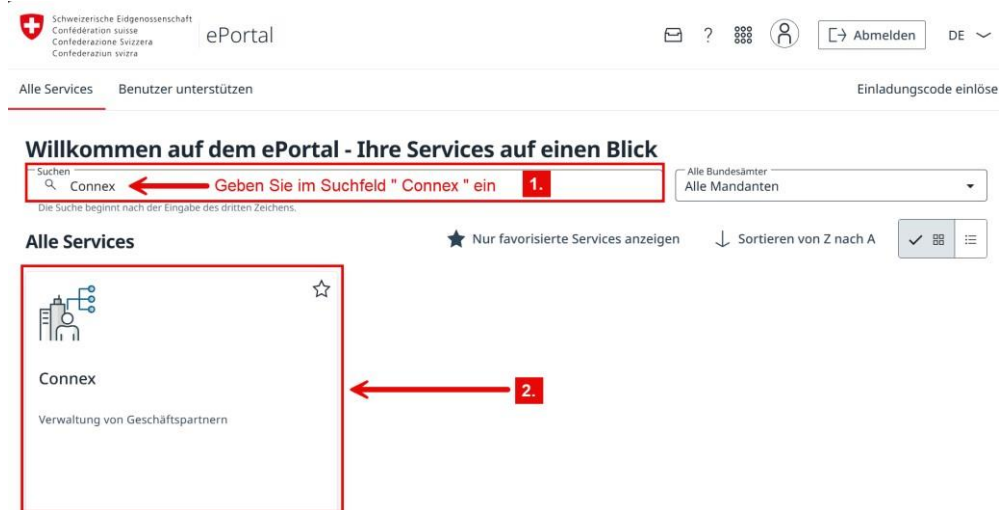 Schweizerische Eidgenossenschaft
Confédération suisse
Confederazione Svizzera
Confederaziun svizra
ePortal
?
Abmelden
DE
Alle Services
Benutzer unterstützen
Einladungscode einlöse
Willkommen auf dem ePortal - Ihre Services auf einen Blick
Suchen
Connex
Geben Sie im Suchfeld " Connex " ein
1.
Alle Bundesämter
Alle Mandanten
Die Suche beginnt nach der Eingabe des dritten Zeichens.
Alle Services
Nur favorisierte Services anzeigen
Sortieren von Z nach A
Connex
2.
Verwaltung von Geschäftspartnern